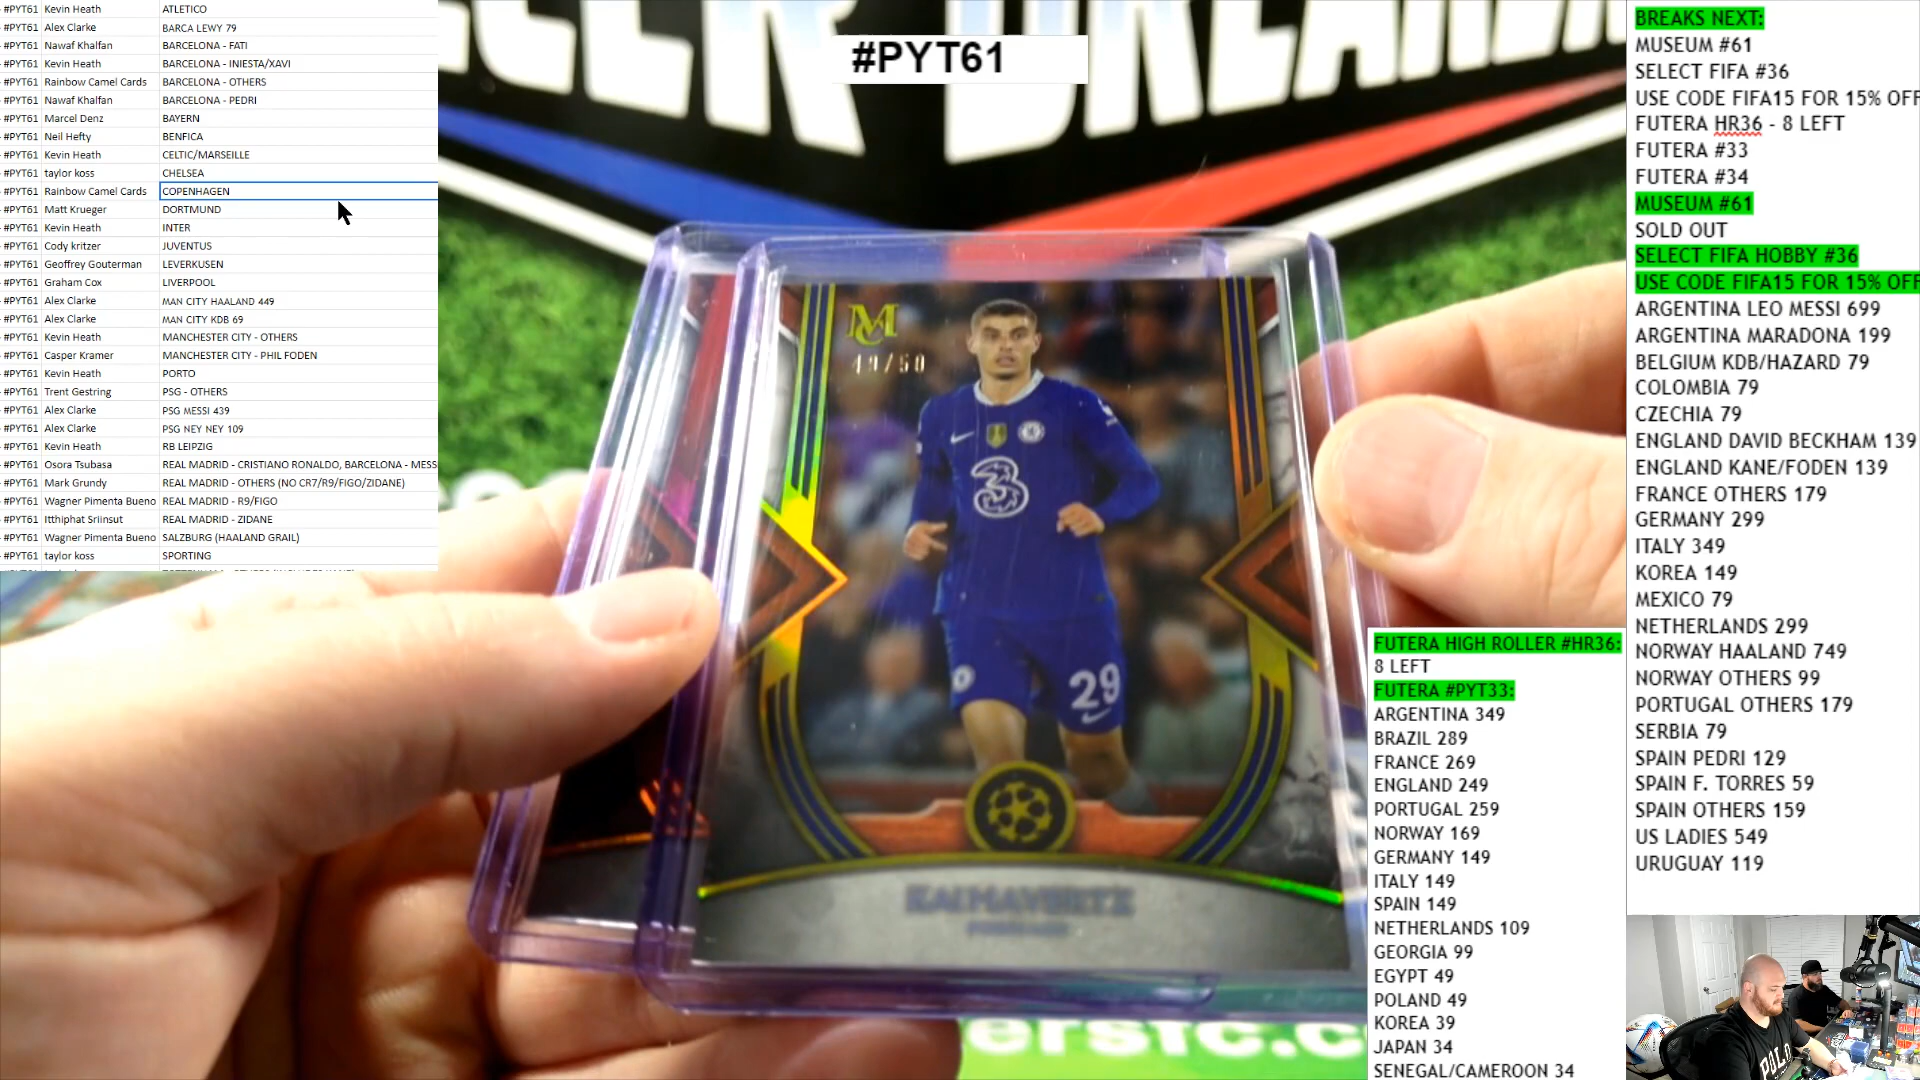 #PYT61 Kevin Heath ATLETICO
#PYT61 Alex Clarke BARCA LEWY 79
#PYT61 Nawaf Khalfan BARCELONA - FATI
#PYT61 Kevin Heath BARCELONA - INIESTA/XAVI
#PYT61 Rainbow Camel Cards BARCELONA - OTHERS
#PYT61 Nawaf Khalfan BARCELONA - PEDRI
#PYT61 Marcel Denz BAYERN
#PYT61 Neil Hefty BENFICA
#PYT61 Kevin Heath CELTIC/MARSEILLE
#PYT61 taylor koss CHELSEA
#PYT61 Rainbow Camel Cards COPENHAGEN
#PYT61 Matt Krueger DORTMUND
#PYT61 Kevin Heath INTER
#PYT61 Cody kritzer JUVENTUS
#PYT61 Geoffrey Gouterman LEVERKUSEN
#PYT61 Graham Cox LIVERPOOL
#PYT61 Alex Clarke MAN CITY HAALAND 449
#PYT61 Alex Clarke MAN CITY KDB 69
#PYT61 Kevin Heath MANCHESTER CITY - OTHERS
#PYT61 Casper Kramer MANCHESTER CITY - PHIL FODEN
#PYT61 Kevin Heath PORTO
#PYT61 Trent Gestring PSG - OTHERS
#PYT61 Alex Clarke PSG MESSI 439
#PYT61 Alex Clarke PSG NEY NEY 109
#PYT61 Kevin Heath RB LEIPZIG
#PYT61 Osora Tsubasa REAL MADRID - CRISTIANO RONALDO, BARCELONA - MESS
#PYT61 Mark Grundy REAL MADRID - OTHERS (NO CR7/R9/FIGO/ZIDANE)
#PYT61 Wagner Pimenta Bueno REAL MADRID - R9/FIGO
#PYT61 Itthiphat Sriinsut REAL MADRID - ZIDANE
#PYT61 Wagner Pimenta Bueno SALZBURG (HAALAND GRAIL)
#PYT61 taylor koss SPORTING
#PYT61
MC
49/50
3
29
KAI HAVERTZ
ersfc.c
FUTERA HIGH ROLLER #HR36:
8 LEFT
FUTERA #PYT33:
ARGENTINA 349
BRAZIL 289
FRANCE 269
ENGLAND 249
PORTUGAL 259
NORWAY 169
GERMANY 149
ITALY 149
SPAIN 149
NETHERLANDS 109
GEORGIA 99
EGYPT 49
POLAND 49
KOREA 39
JAPAN 34
SENEGAL/CAMEROON 34
BREAKS NEXT:
MUSEUM #61
SELECT FIFA #36
USE CODE FIFA15 FOR 15% OFF
FUTERA HR36 - 8 LEFT
FUTERA #33
FUTERA #34
MUSEUM #61
SOLD OUT
SELECT FIFA HOBBY #36
USE CODE FIFA15 FOR 15% OFF
ARGENTINA LEO MESSI 699
ARGENTINA MARADONA 199
BELGIUM KDB/HAZARD 79
COLOMBIA 79
CZECHIA 79
ENGLAND DAVID BECKHAM 139
ENGLAND KANE/FODEN 139
FRANCE OTHERS 179
GERMANY 299
ITALY 349
KOREA 149
MEXICO 79
NETHERLANDS 299
NORWAY HAALAND 749
NORWAY OTHERS 99
PORTUGAL OTHERS 179
SERBIA 79
SPAIN PEDRI 129
SPAIN F. TORRES 59
SPAIN OTHERS 159
US LADIES 549
URUGUAY 119
POLO